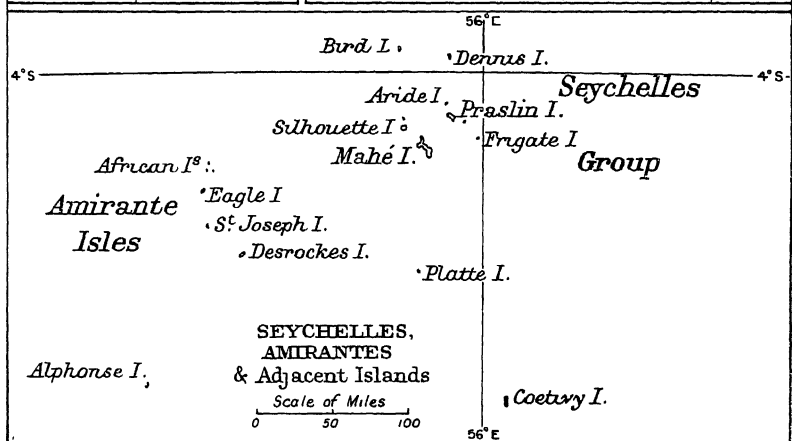 56°E
Bird I.
Dennis I.
4°S
4°S
Seychelles
Aride I.
Praslin I.
Silhouette I
Frigate I
Mahé I.
Group
African Is
Eagle I
Amirante
Isles
St. Joseph I.
Desrockes I.
Platte I.
SEYCHELLES,
AMIRANTES
& Adjacent Islands
Alphonse I.
Scale of Miles
0 50 100
Coetivy I.
56°E